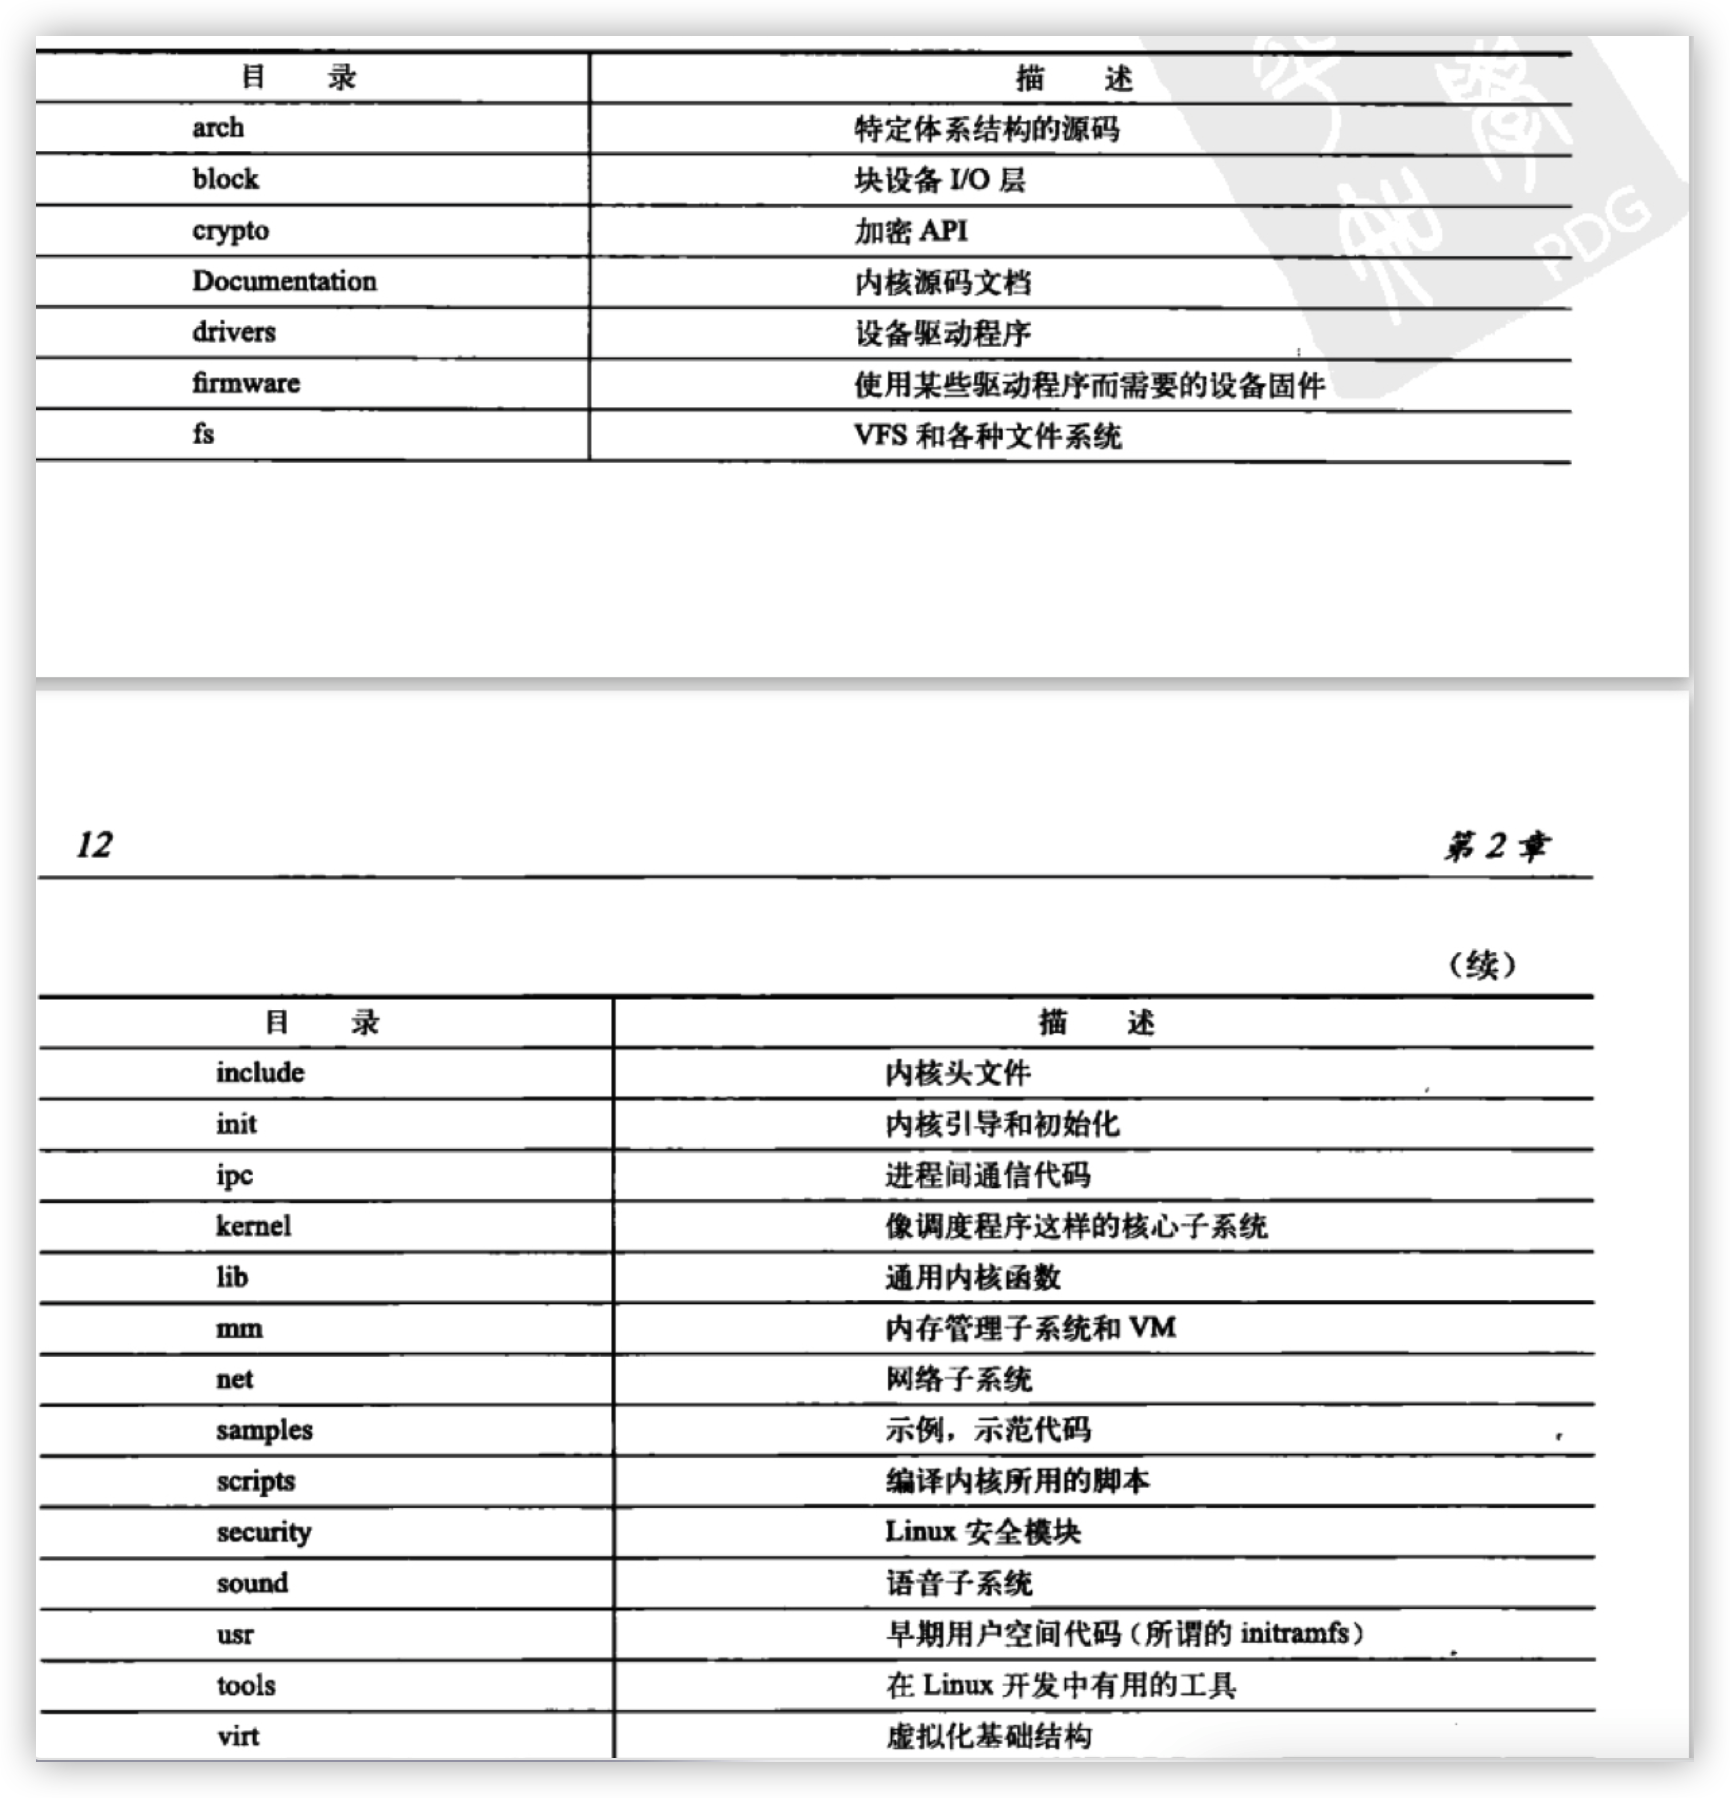 目 录 描 述
arch 特定体系结构的源码
block 块设备 I/O 层
crypto 加密 API
Documentation 内核源码文档
drivers 设备驱动程序
firmware 使用某些驱动程序而需要的设备固件
fs VFS 和各种文件系统
PDG
12 第 2 章
（续）
目 录 描 述
include 内核头文件
init 内核引导和初始化
ipc 进程间通信代码
kernel 像调度程序这样的核心子系统
lib 通用内核函数
mm 内存管理子系统和 VM
net 网络子系统
samples 示例，示范代码
scripts 编译内核所用的脚本
security Linux 安全模块
sound 语音子系统
usr 早期用户空间代码（所谓的 initramfs）
tools 在 Linux 开发中有用的工具
virt 虚拟化基础结构